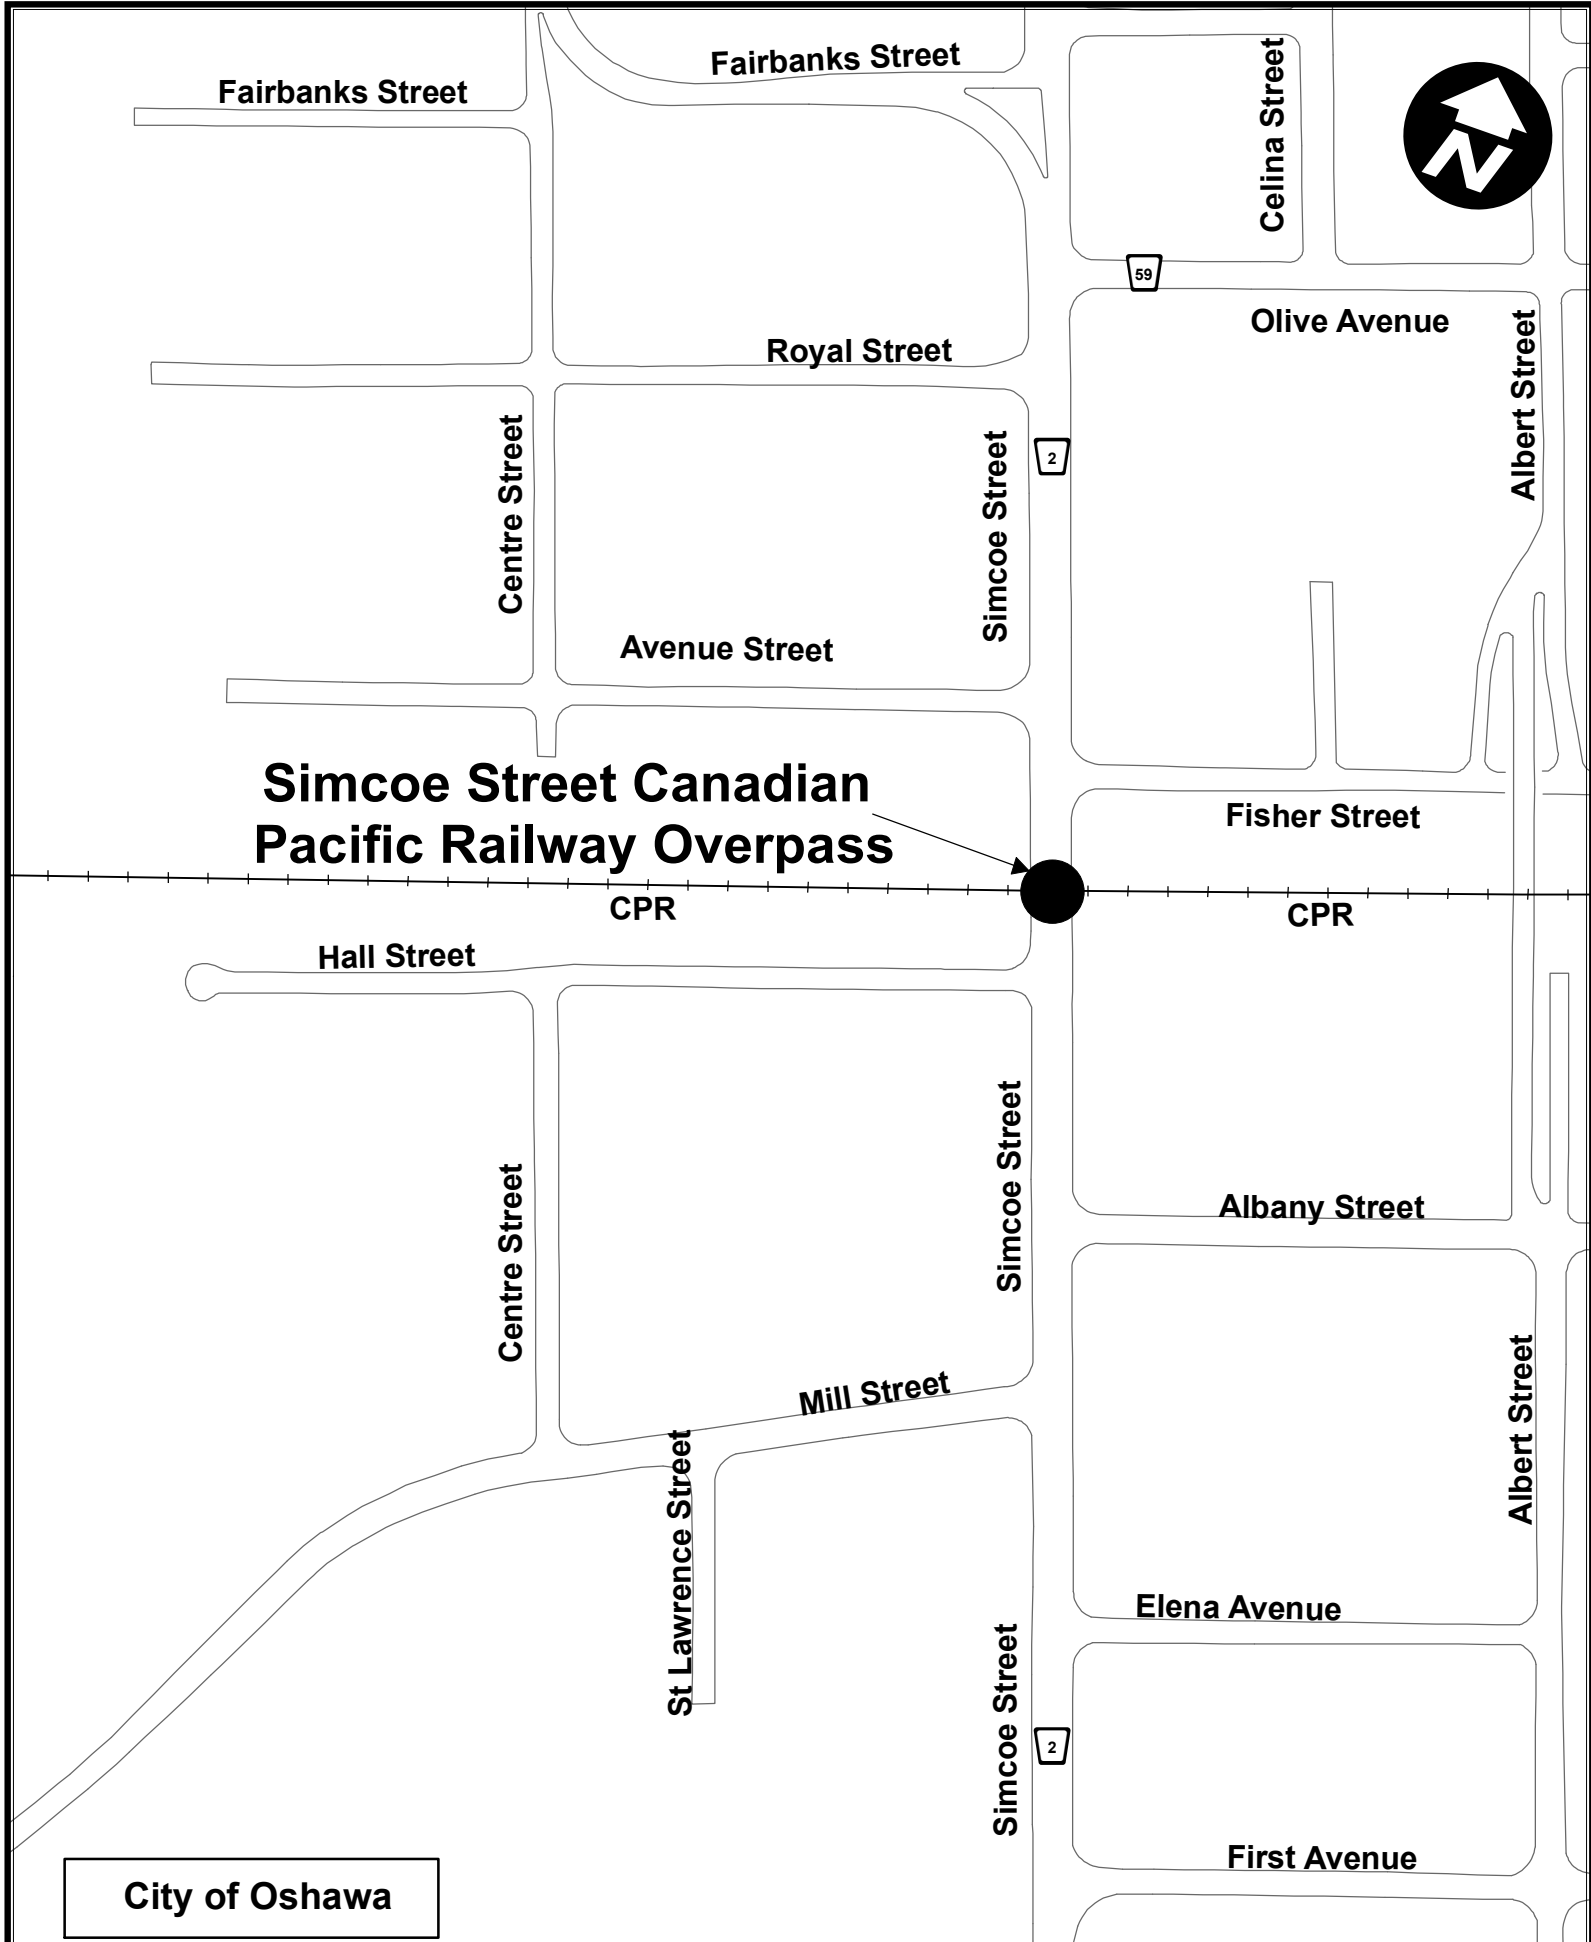 Fairbanks Street
Fairbanks Street
Celina Street
N
59
Olive Avenue
Royal Street
Albert Street
Centre Street
Simcoe Street
2
Avenue Street
Simcoe Street Canadian
Pacific Railway Overpass
Fisher Street
CPR
CPR
Hall Street
Simcoe Street
Centre Street
Albany Street
Mill Street
Albert Street
St Lawrence Street
Elena Avenue
Simcoe Street
2
First Avenue
City of Oshawa